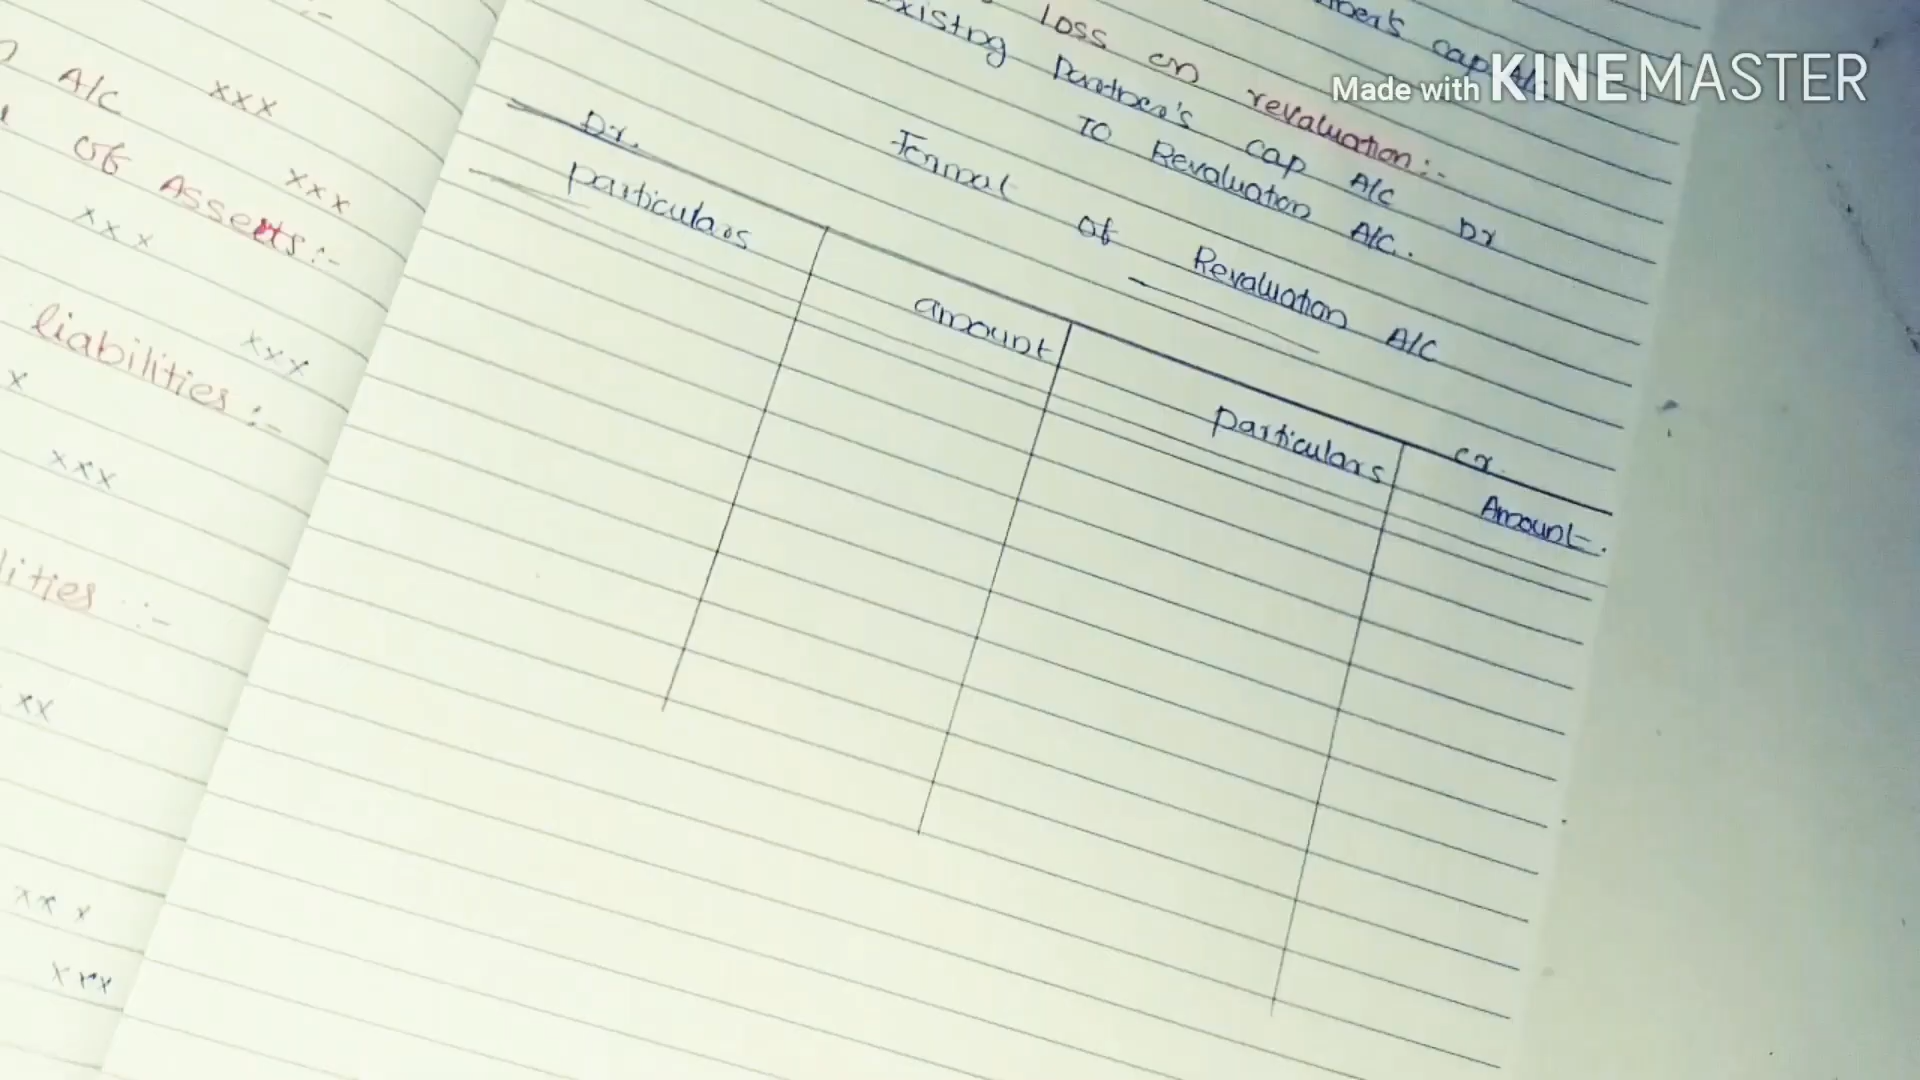 A/C xxx
xxx
of Assets:-
xxx
xxx
liabilities :-
x
xxx
lities :-
xx
xxx
xxx
cap A/c
Loss on revaluation:-
Existing Partner's cap A/c Dr
To Revaluation A/c.
Format of Revaluation A/c
Dr. Cr.
particulars amount particulars Amount.
Made with KINEMASTER